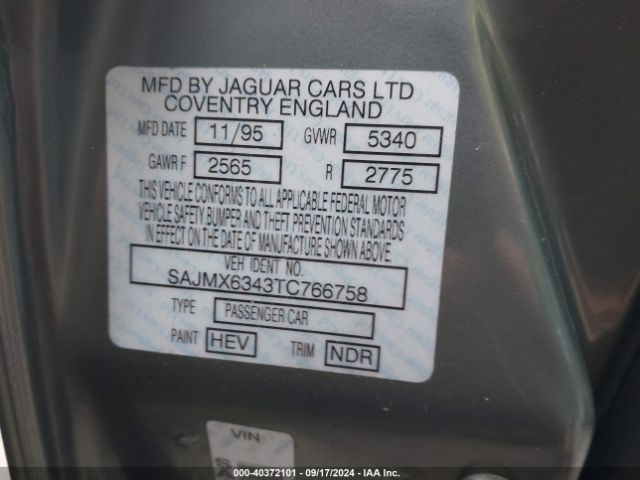 MFD BY JAGUAR CARS LTD
COVENTRY ENGLAND
MFD DATE 11/95 GVWR 5340
GAWR F 2565 R 2775
THIS VEHICLE CONFORMS TO ALL APPLICABLE FEDERAL MOTOR
VEHICLE SAFETY BUMPER AND THEFT PREVENTION STANDARDS
IN EFFECT ON THE DATE OF MANUFACTURE SHOWN ABOVE.
VEH IDENT NO.
SAJMX6343TC766758
TYPE PASSENGER CAR
PAINT HEV TRIM NDR
VIN
000-40372101 - 09/17/2024 - IAA Inc.